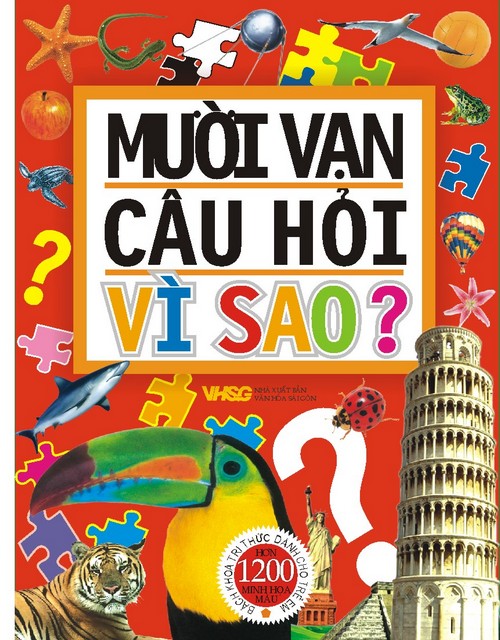 MƯỜI VẠN
CÂU HỎI
VÌ SAO?
VHSG
NHÀ XUẤT BẢN
VĂN HÓA SÀI GÒN
BÁCH KHOA TRI THỨC DÀNH CHO TRẺ EM
HƠN
1200
MINH HỌA
MÀU